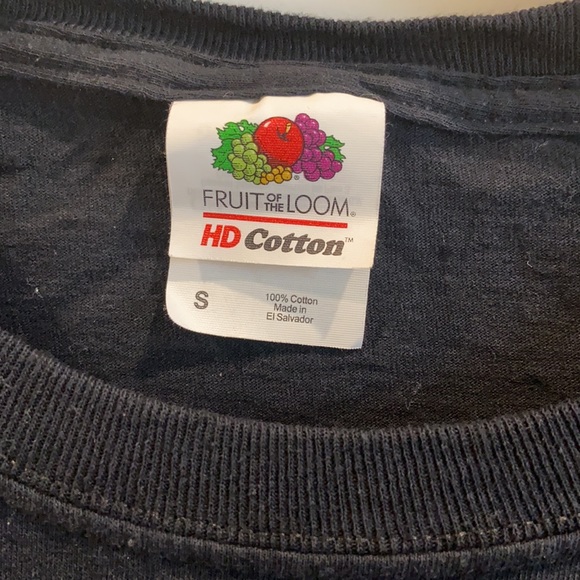 FRUIT OF THE LOOM®
HD Cotton™
S
100% Cotton
Made in
El Salvador